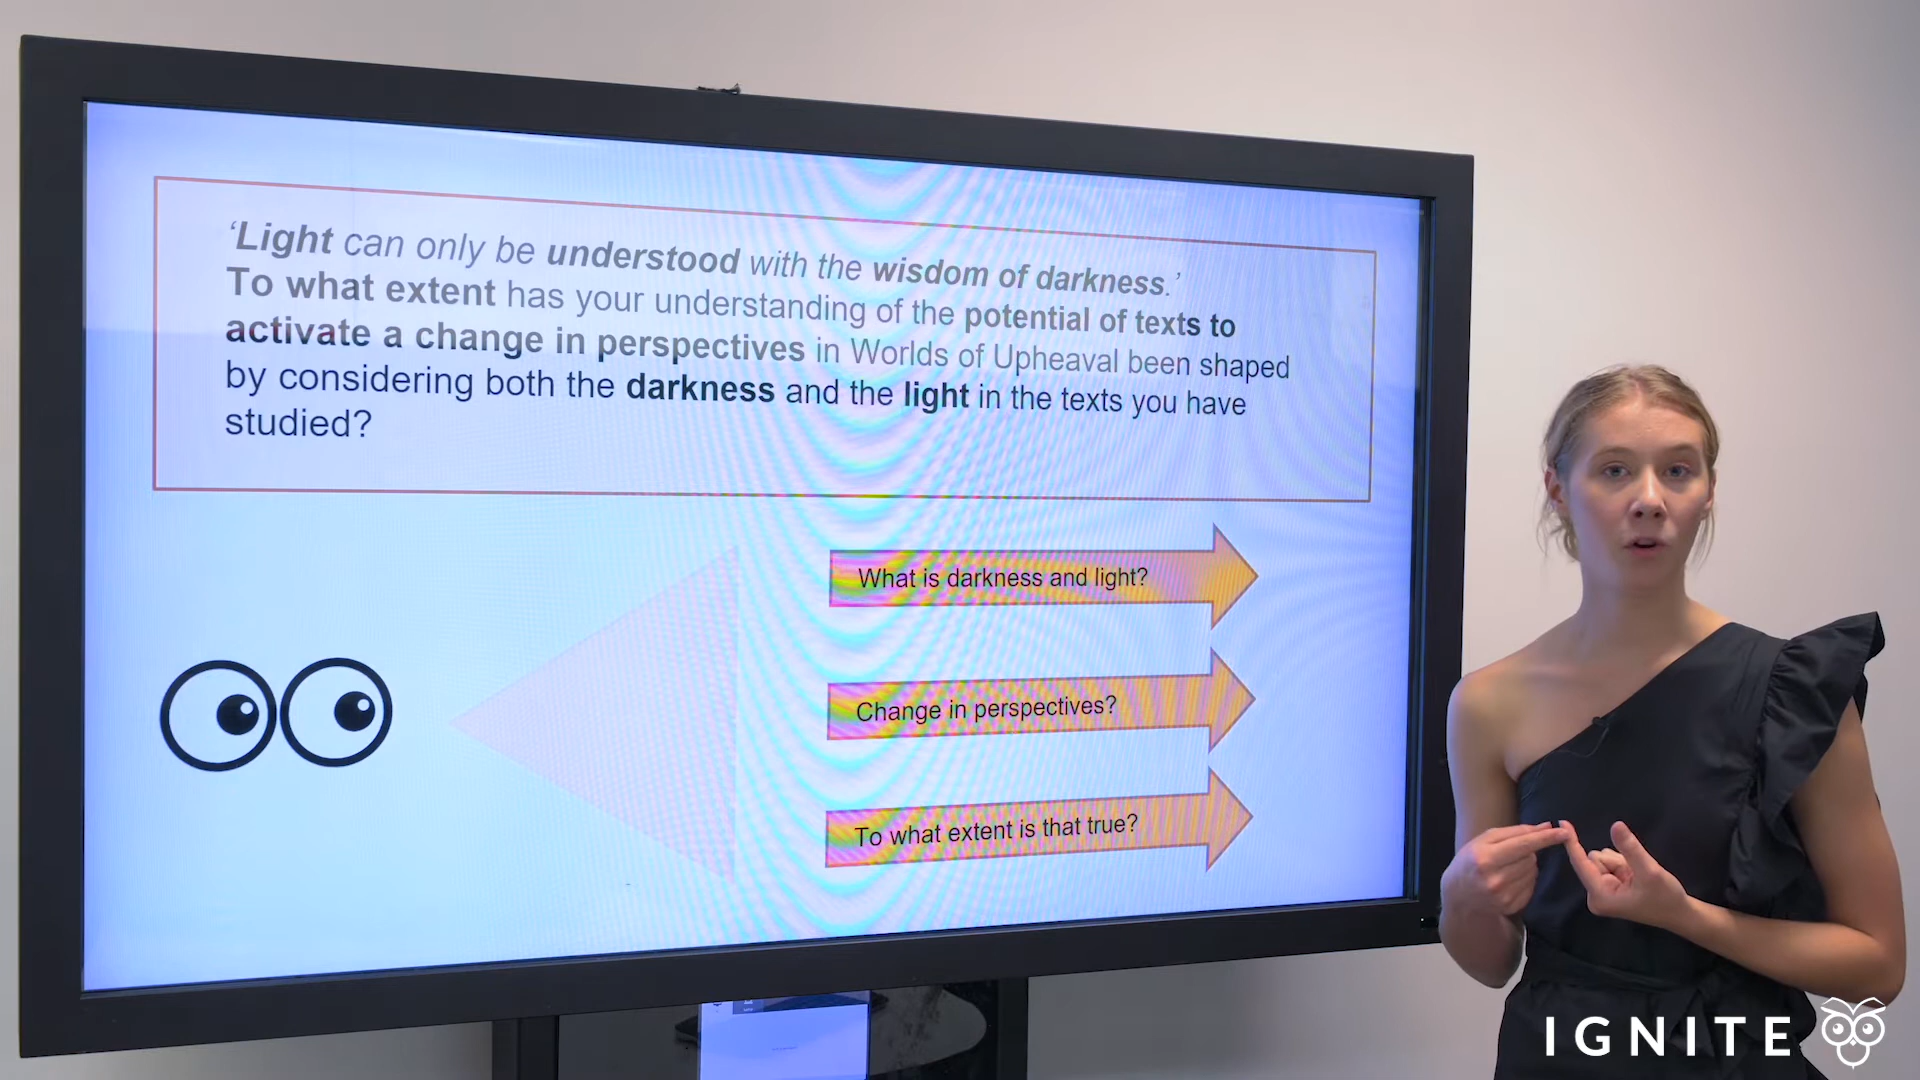 ‘Light can only be understood with the wisdom of darkness.’
To what extent has your understanding of the potential of texts to
activate a change in perspectives in Worlds of Upheaval been shaped
by considering both the darkness and the light in the texts you have
studied?
What is darkness and light?
Change in perspectives?
To what extent is that true?
IGNITE